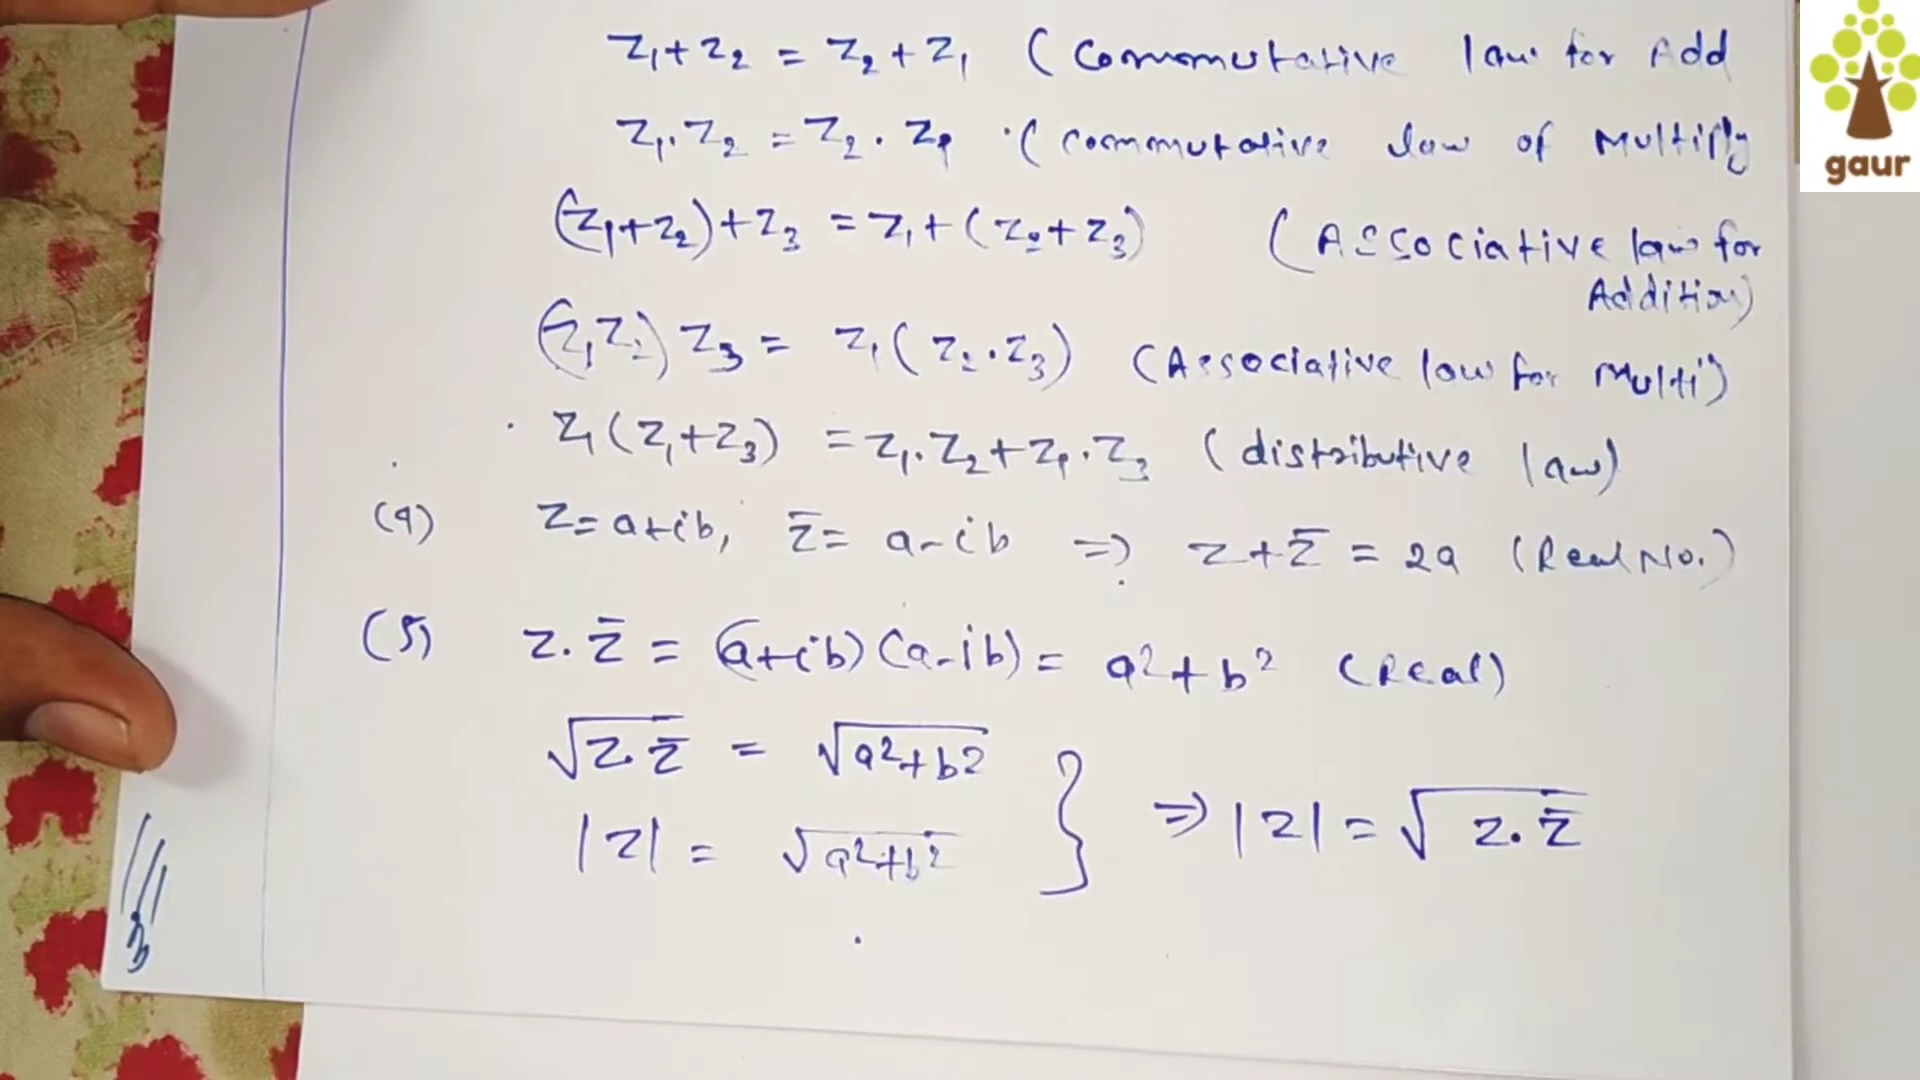 z₁+z₂ = z₂+z₁ (Commutative law for Add
z₁.z₂ = z₂.z₁ (commutative law of Multiply
(z₁+z₂)+z₃ = z₁+(z₂+z₃) (Associative law for
Addition)
(z₁z₂)z₃ = z₁(z₂.z₃) (Associative law for Multi)
z₁(z₁+z₃) = z₁.z₂+z₁.z₃ (distributive law)
(4) z=a+ib, z̄= a-ib => z+z̄ = 2a (Real No.)
(5) z.z̄ = (a+ib)(a-ib) = a²+b² (Real)
√z.z̄ = √a²+b²
|z| = √a²+b² } => |z| = √z.z̄
gaur